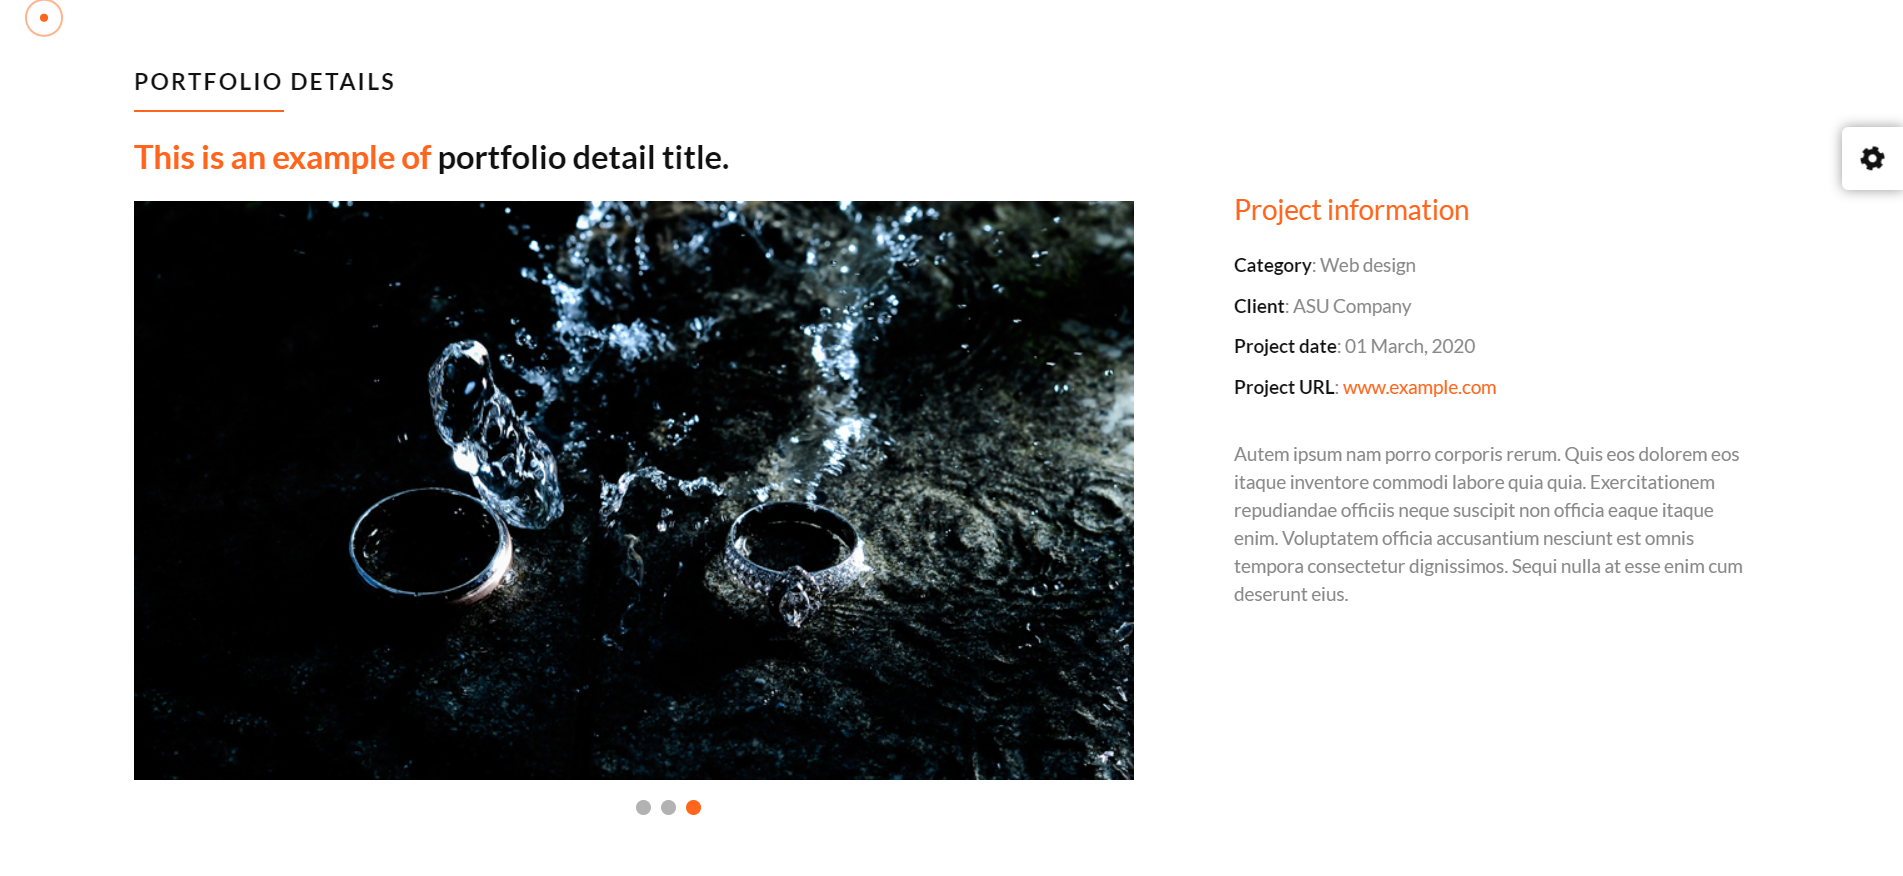 PORTFOLIO DETAILS
This is an example of portfolio detail title.
Project information
Category: Web design
Client: ASU Company
Project date: 01 March, 2020
Project URL: www.example.com
Autem ipsum nam porro corporis rerum. Quis eos dolorem eos
itaque inventore commodi labore quia quia. Exercitationem
repudiandae officiis neque suscipit non officia eaque itaque
enim. Voluptatem officia accusantium nesciunt est omnis
tempora consectetur dignissimos. Sequi nulla at esse enim cum
deserunt eius.